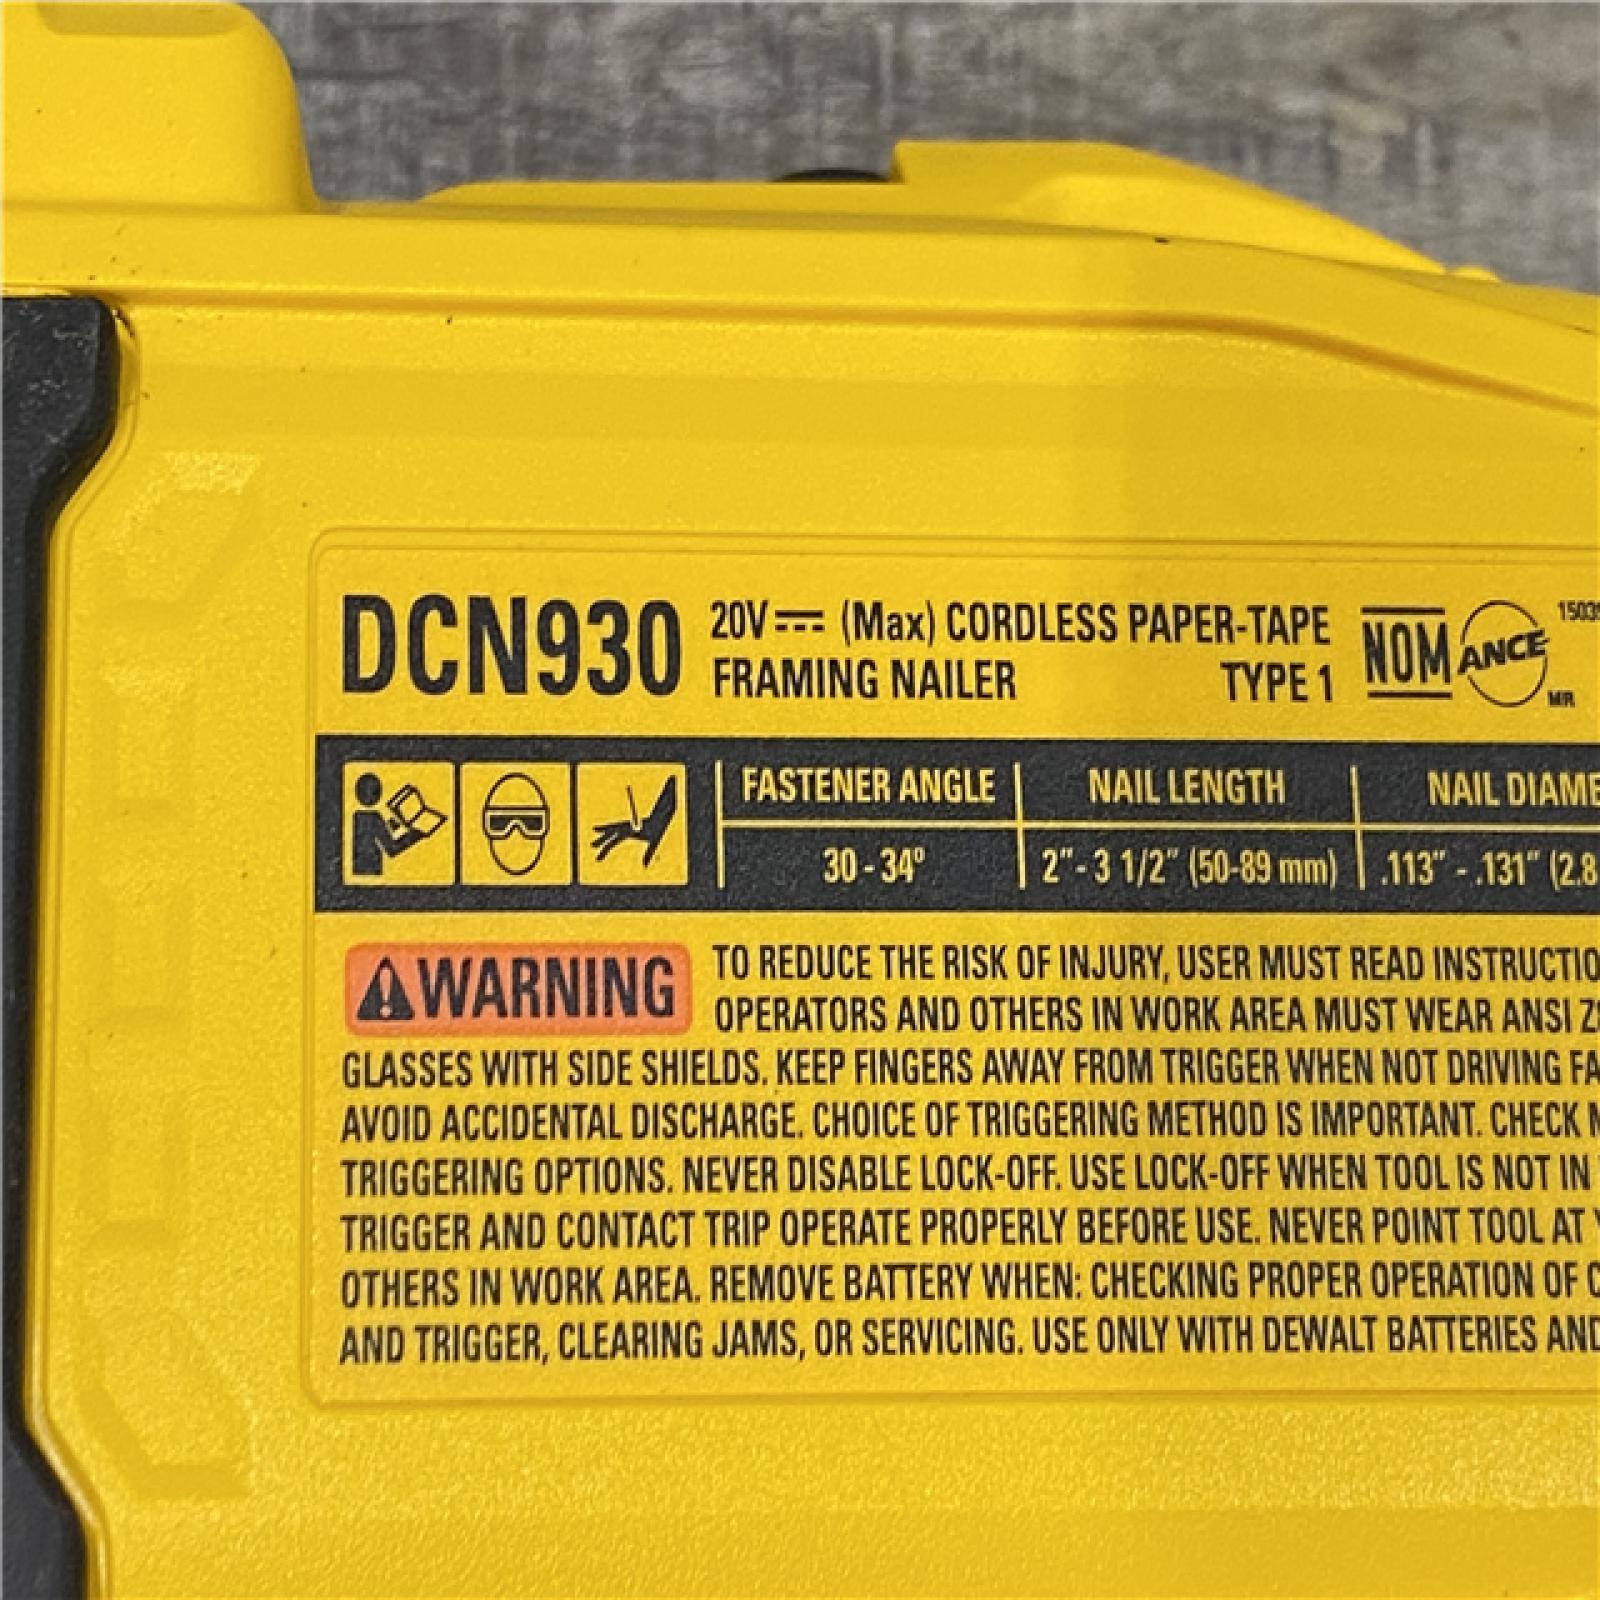 DCN930 20V (Max) CORDLESS PAPER-TAPE
FRAMING NAILER TYPE 1
NOM ANCE
MR
FASTENER ANGLE NAIL LENGTH NAIL
30 - 34° 2" - 3 1/2" (50-89 mm) .113" - .131" (2.8
WARNING
TO REDUCE THE RISK OF INJURY, USER MUST READ
OPERATORS AND OTHERS IN WORK AREA MUST WEAR ANSI
GLASSES WITH SIDE SHIELDS. KEEP FINGERS AWAY FROM TRIGGER WHEN NOT DRIVING
AVOID ACCIDENTAL DISCHARGE. CHOICE OF TRIGGERING METHOD IS IMPORTANT. CHECK
TRIGGERING OPTIONS. NEVER DISABLE LOCK-OFF. USE LOCK-OFF WHEN TOOL IS NOT IN
TRIGGER AND CONTACT TRIP OPERATE PROPERLY BEFORE USE. NEVER POINT TOOL AT
OTHERS IN WORK AREA. REMOVE BATTERY WHEN: CHECKING PROPER OPERATION OF
AND TRIGGER, CLEARING JAMS, OR SERVICING. USE ONLY WITH DEWALT BATTERIES AND